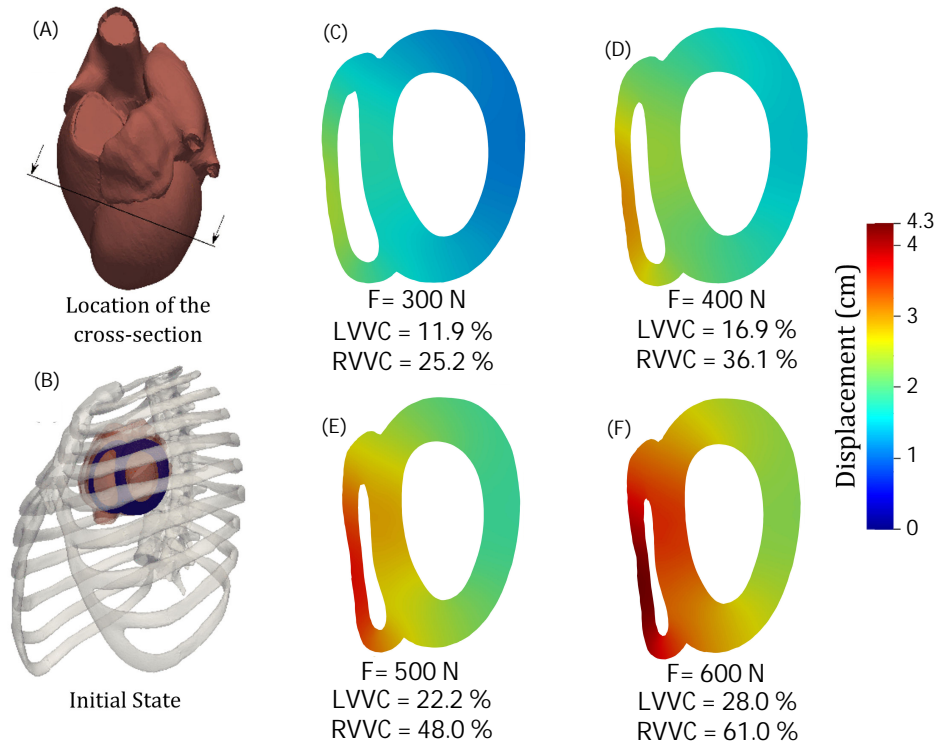 (A)
Location of the
cross-section
(B)
Initial State
(C)
F= 300 N
LVVC = 11.9 %
RVVC = 25.2 %
(D)
F= 400 N
LVVC = 16.9 %
RVVC = 36.1 %
(E)
F= 500 N
LVVC = 22.2 %
RVVC = 48.0 %
(F)
F= 600 N
LVVC = 28.0 %
RVVC = 61.0 %
Displacement (cm)
4.3
4
3
2
1
0